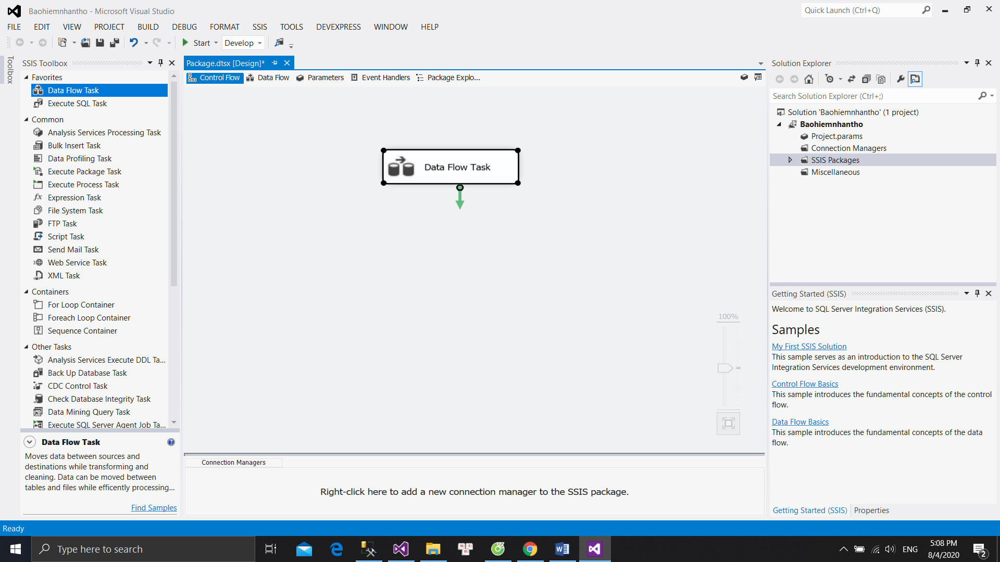 Baohiemnhantho - Microsoft Visual Studio
Quick Launch (Ctrl+Q)
FILE EDIT VIEW PROJECT BUILD DEBUG FORMAT SSIS TOOLS DEVEXPRESS WINDOW HELP
Start Develop
Toolbox
SSIS Toolbox
Favorites
Data Flow Task
Execute SQL Task
Common
Analysis Services Processing Task
Bulk Insert Task
Data Profiling Task
Execute Package Task
Execute Process Task
Expression Task
File System Task
FTP Task
Script Task
Send Mail Task
Web Service Task
XML Task
Containers
For Loop Container
Foreach Loop Container
Sequence Container
Other Tasks
Analysis Services Execute DDL Ta...
Back Up Database Task
CDC Control Task
Check Database Integrity Task
Data Mining Query Task
Execute SQL Server Agent Job Ta...
Data Flow Task
Moves data between sources and
destinations while transforming and
cleaning. Data can be moved between
tables and files while efficently processing...
Find Samples
Package.dtsx [Design]*
Control Flow Data Flow Parameters Event Handlers Package Explo...
Data Flow Task
100%
Connection Managers
Right-click here to add a new connection manager to the SSIS package.
Solution Explorer
Search Solution Explorer (Ctrl+;)
Solution 'Baohiemnhantho' (1 project)
Baohiemnhantho
Project.params
Connection Managers
SSIS Packages
Miscellaneous
Getting Started (SSIS)
Welcome to SQL Server Integration Services (SSIS).
Samples
My First SSIS Solution
This sample serves as an introduction to the SQL Server
Integration Services development environment.
Control Flow Basics
This sample introduces the fundamental concepts of the control
flow.
Data Flow Basics
This sample introduces the fundamental concepts of the data
flow.
Getting Started (SSIS) Properties
Ready
Type here to search
ENG
5:08 PM
8/4/2020
2